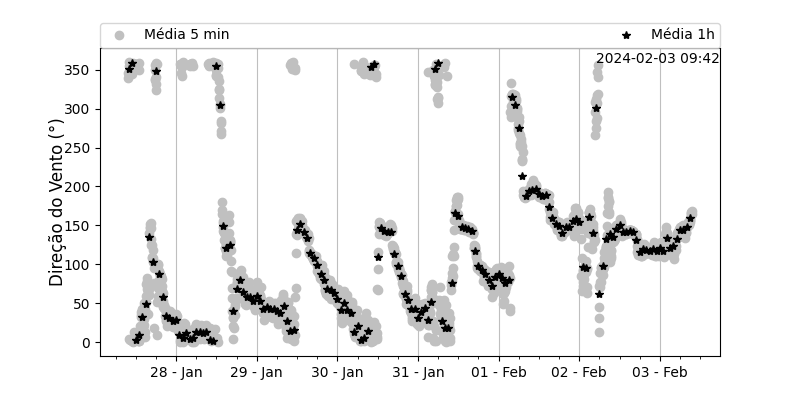 Média 5 min
Média 1h
2024-02-03 09:42
Direção do Vento (°)
350
300
250
200
150
100
50
0
28 - Jan
29 - Jan
30 - Jan
31 - Jan
01 - Feb
02 - Feb
03 - Feb